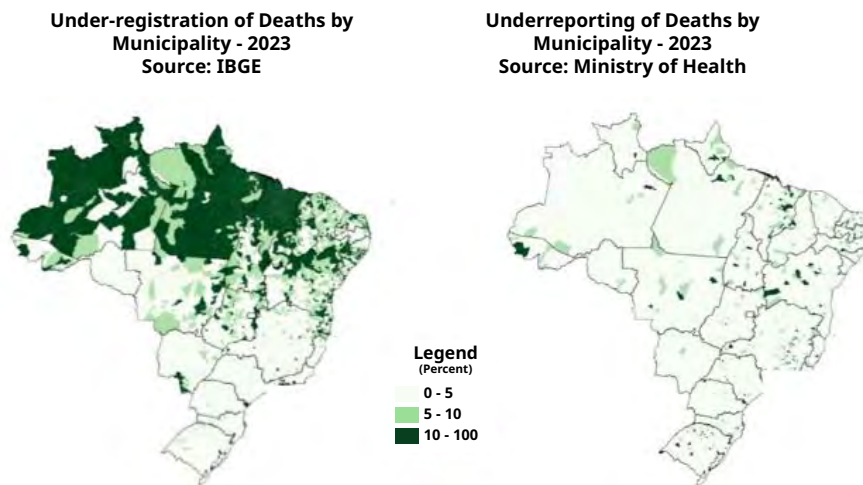 Under-registration of Deaths by
Municipality - 2023
Source: IBGE
Underreporting of Deaths by
Municipality - 2023
Source: Ministry of Health
Legend
(Percent)
0 - 5
5 - 10
10 - 100